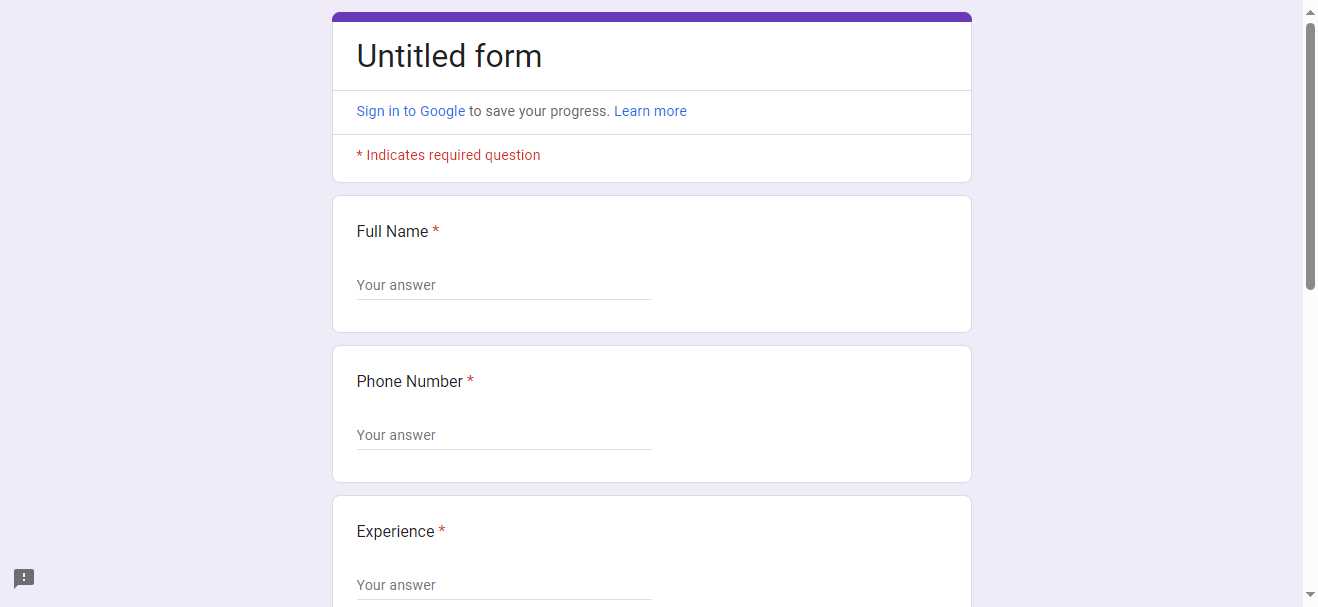 Untitled form
Sign in to Google to save your progress. Learn more
* Indicates required question
Full Name *
Your answer
Phone Number *
Your answer
Experience *
Your answer